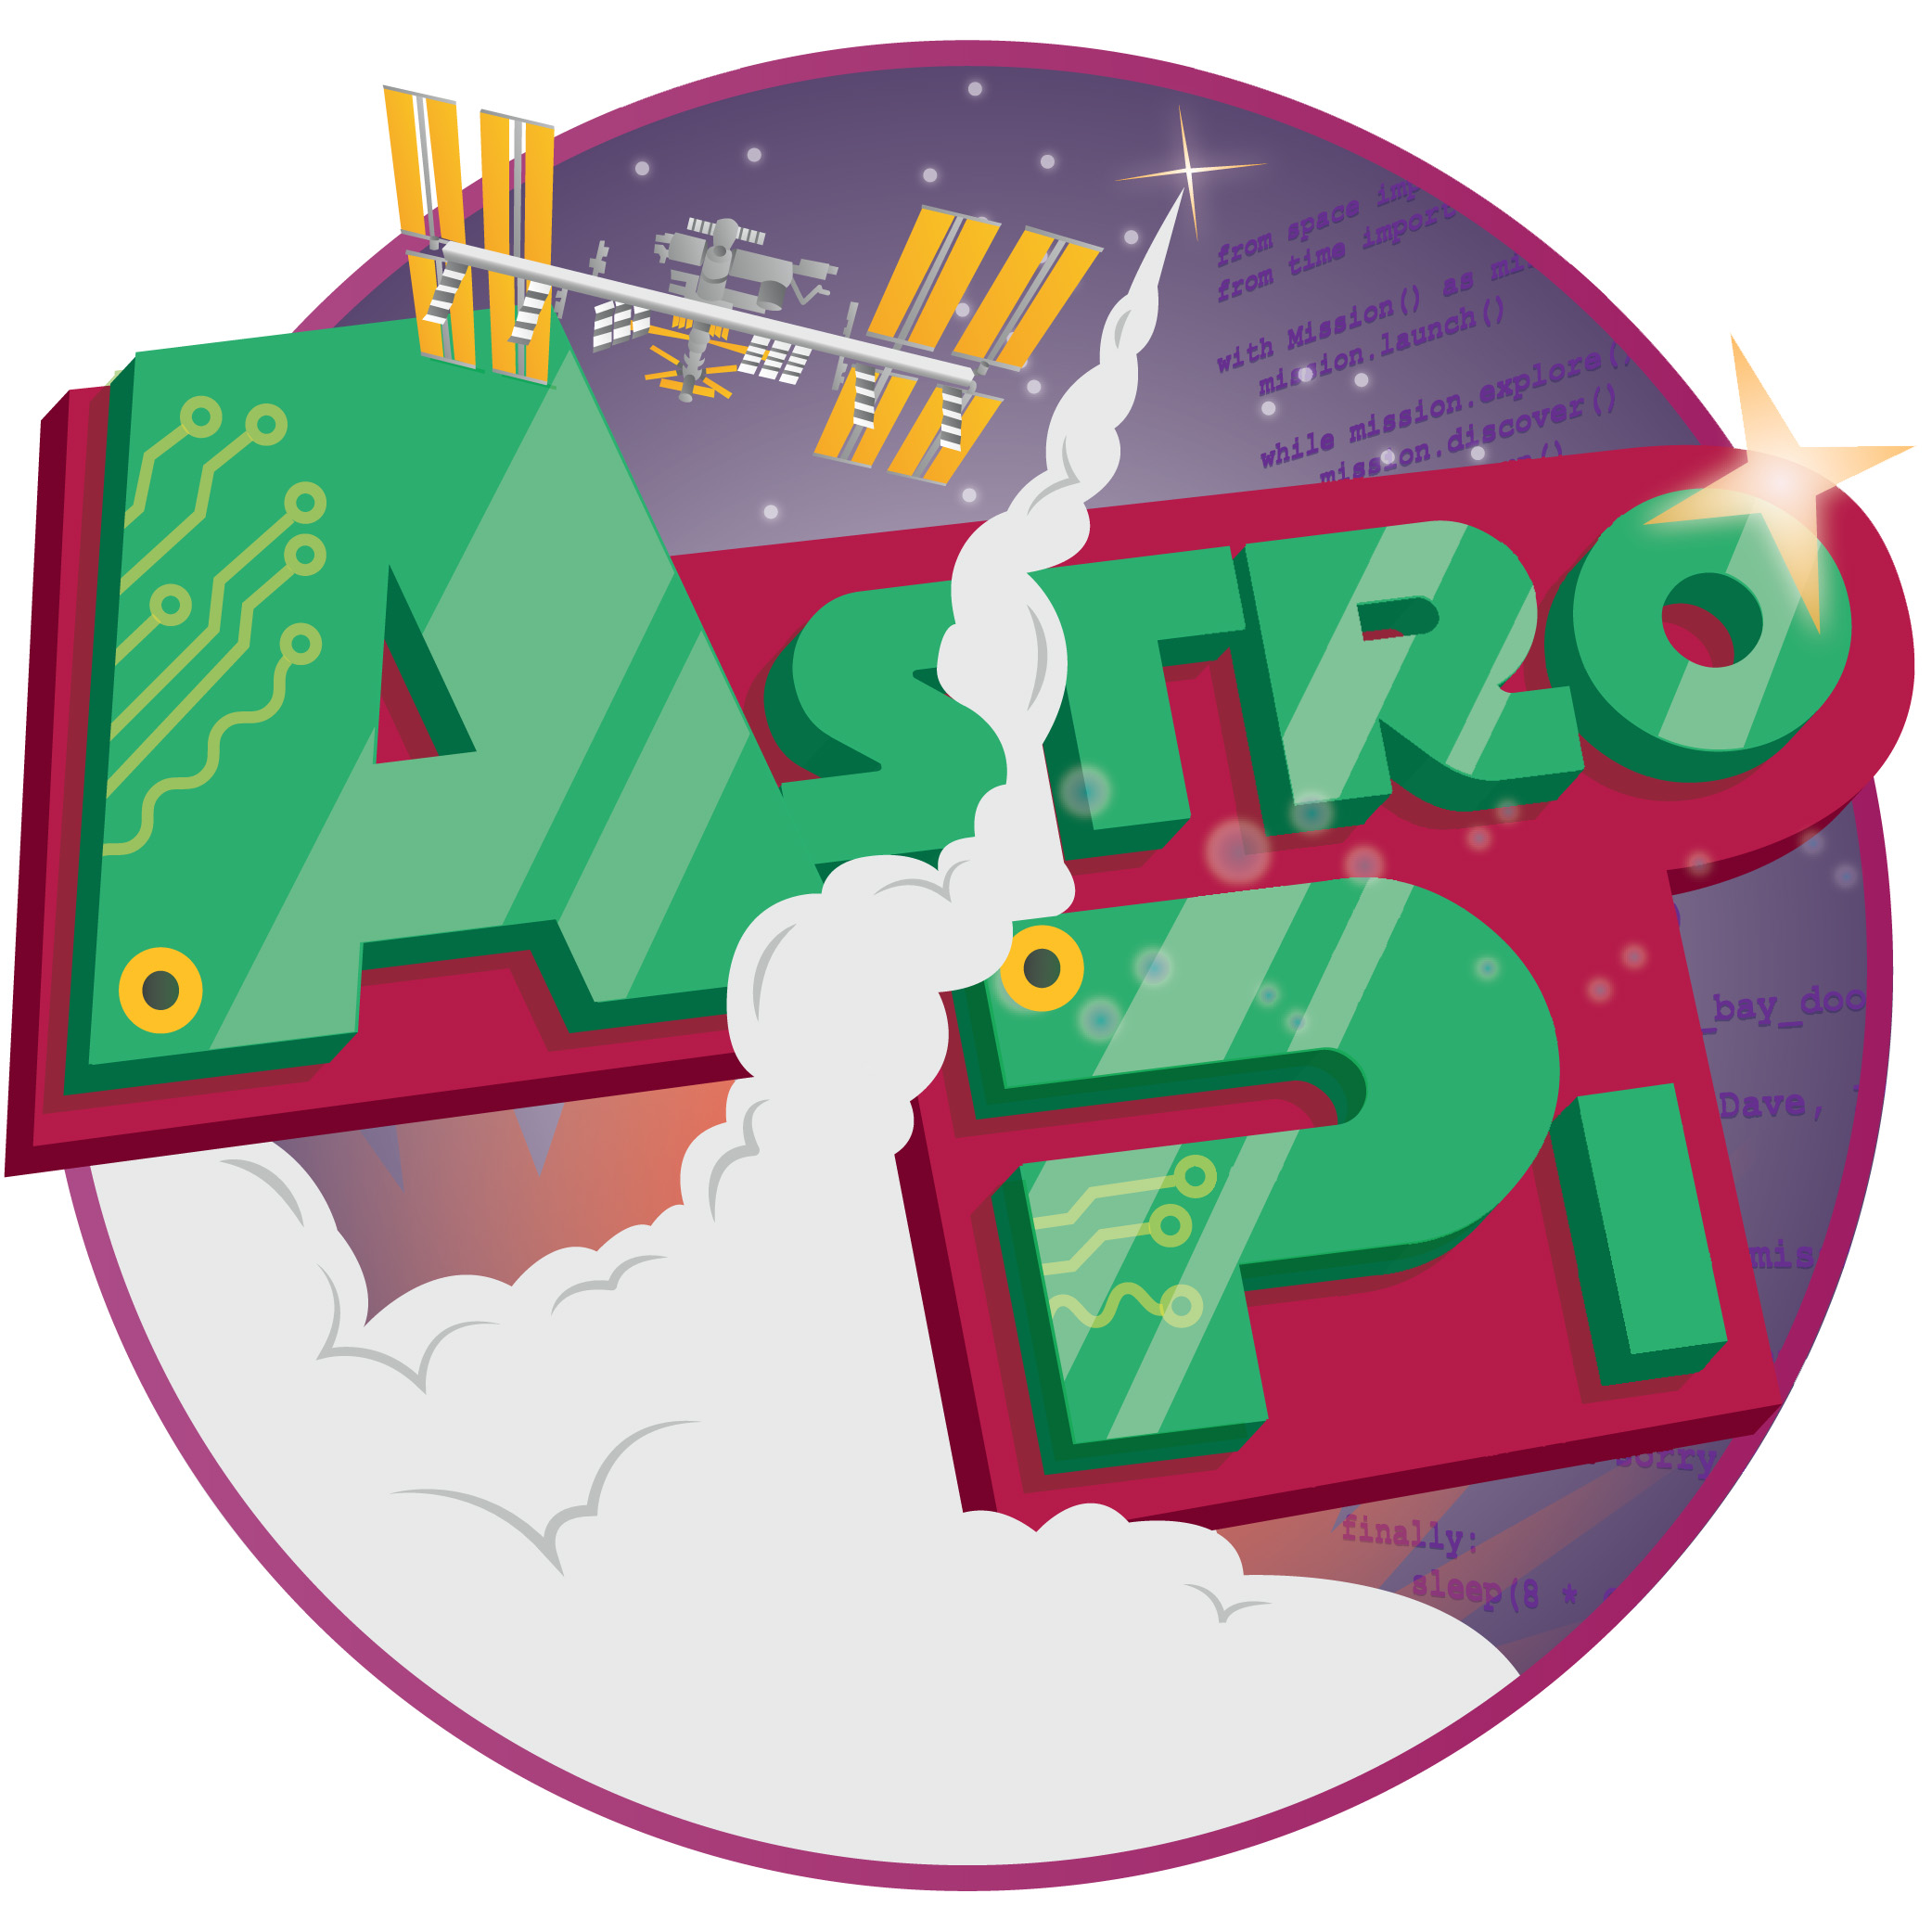 from space imp
from time import
with Mission() as mi
mission.launch()
while mission.explore()
mission.discover()
ASTRO
PI
_bay_doo
Dave,
mis
sorry
finally:
sleep(8 *